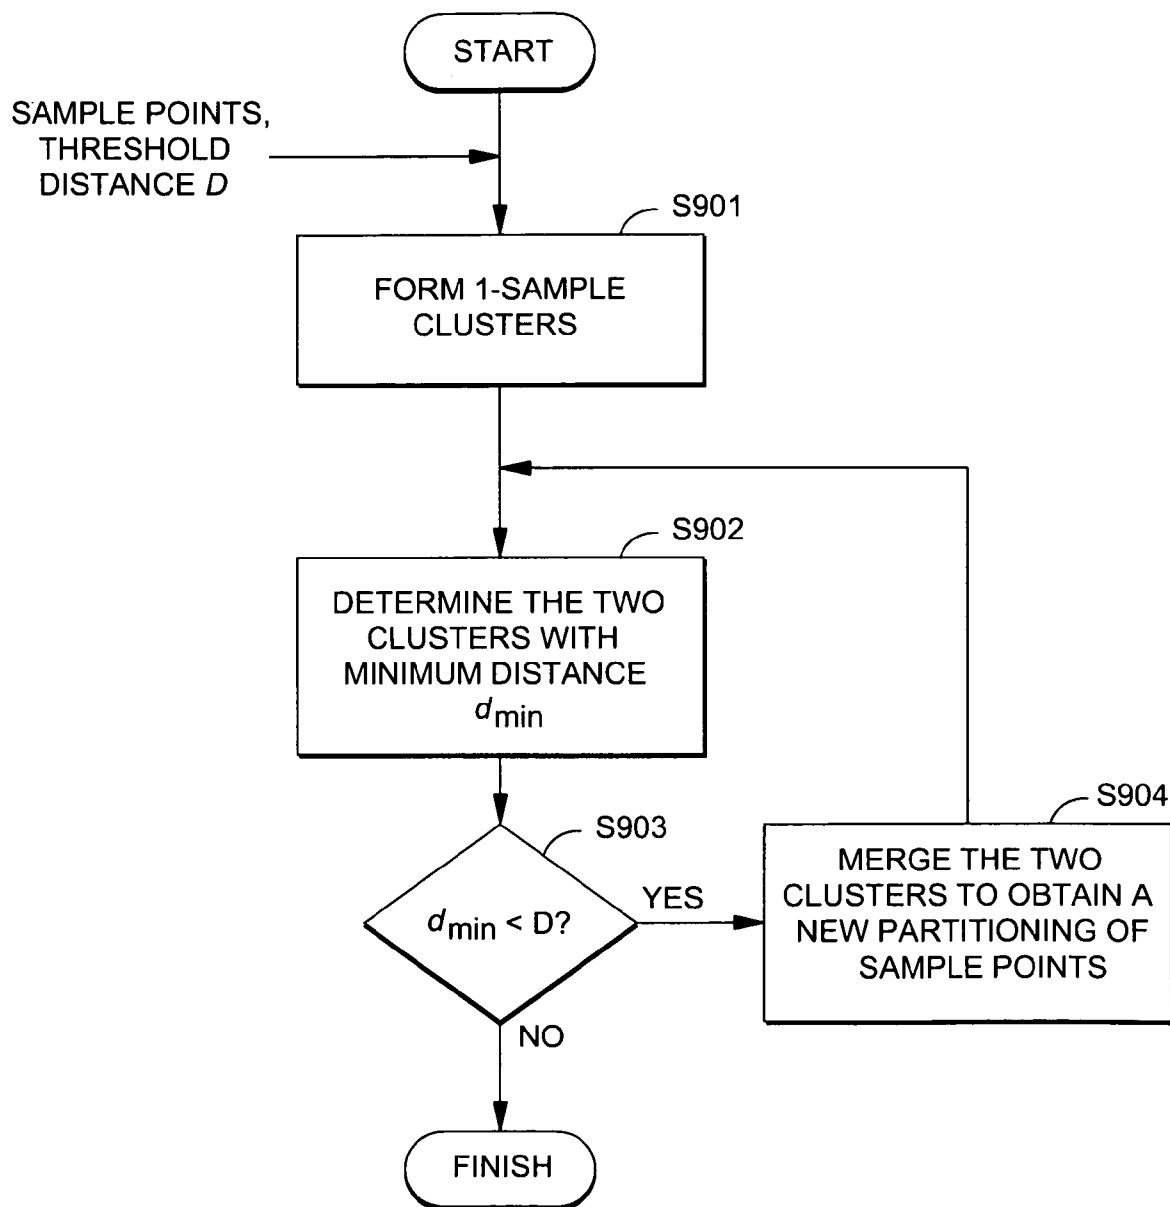 START
SAMPLE POINTS,
THRESHOLD
DISTANCE D
S901
FORM 1-SAMPLE
CLUSTERS
S902
DETERMINE THE TWO
CLUSTERS WITH
MINIMUM DISTANCE
dmin
S903
dmin < D?
YES
S904
MERGE THE TWO
CLUSTERS TO OBTAIN A
NEW PARTITIONING OF
SAMPLE POINTS
NO
FINISH